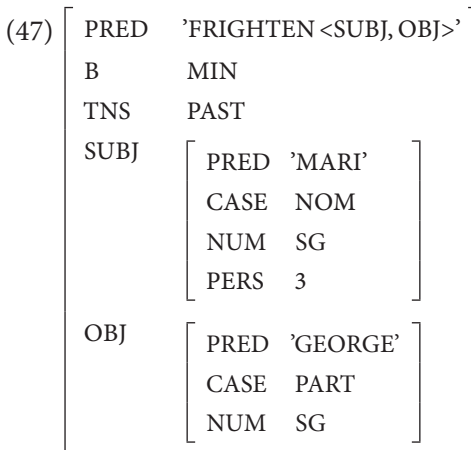 (47) PRED ’FRIGHTEN <SUBJ, OBJ>’
B MIN
TNS PAST
SUBJ PRED ’MARI’
CASE NOM
NUM SG
PERS 3
OBJ PRED ’GEORGE’
CASE PART
NUM SG